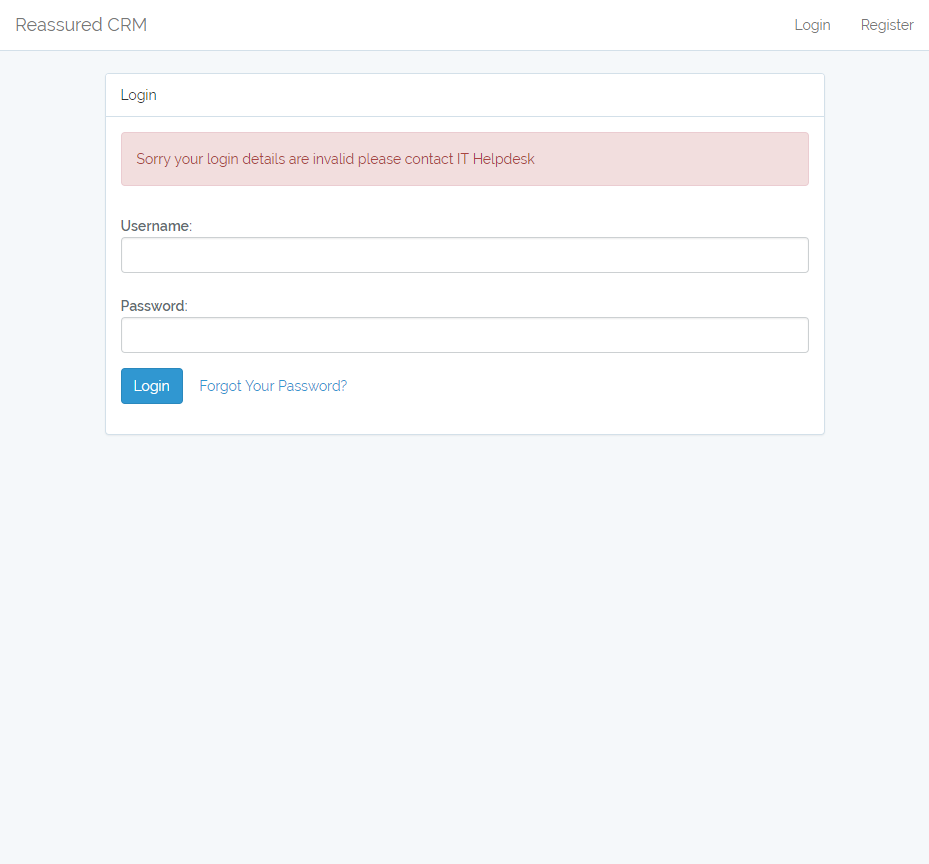 Reassured CRM
Login
Register
Login
Sorry your login details are invalid please contact IT Helpdesk
Username:
Password:
Login
Forgot Your Password?